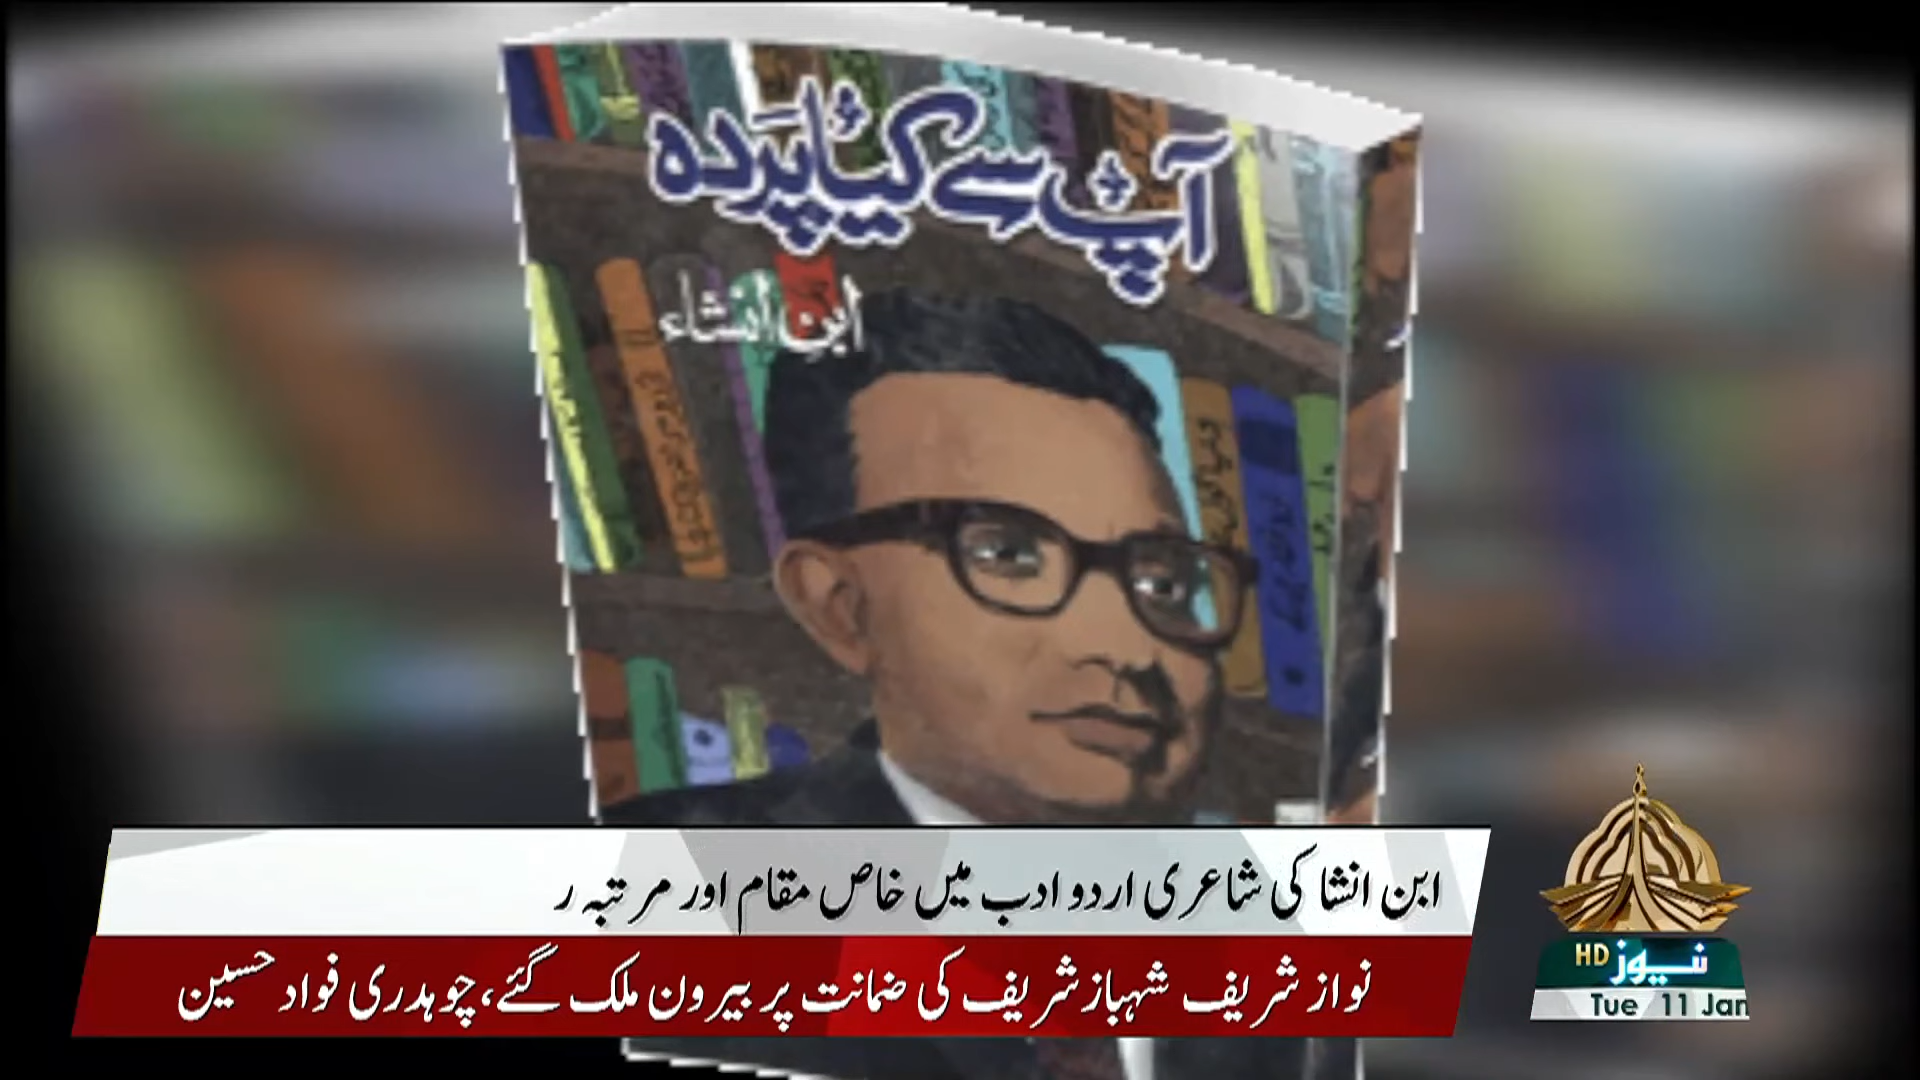 آپ سے کیا پردہ
ابنِ انشاء
ابن انشا کی شاعری اردو ادب میں خاص مقام اور مرتبہ ر
نواز شریف شہباز شریف کی ضمانت پر بیرون ملک گئے، چوہدری فواد حسین
HD نیوز
Tue 11 Jan